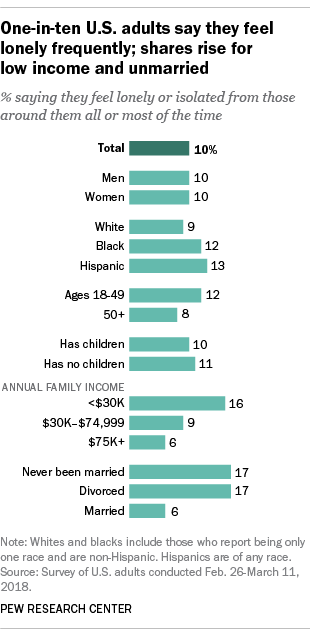 One-in-ten U.S. adults say they feel
lonely frequently; shares rise for
low income and unmarried
% saying they feel lonely or isolated from those
around them all or most of the time
Total 10%
Men 10
Women 10
White 9
Black 12
Hispanic 13
Ages 18-49 12
50+ 8
Has children 10
Has no children 11
ANNUAL FAMILY INCOME
<$30K 16
$30K–$74,999 9
$75K+ 6
Never been married 17
Divorced 17
Married 6
Note: Whites and blacks include those who report being only
one race and are non-Hispanic. Hispanics are of any race.
Source: Survey of U.S. adults conducted Feb. 26-March 11,
2018.
PEW RESEARCH CENTER